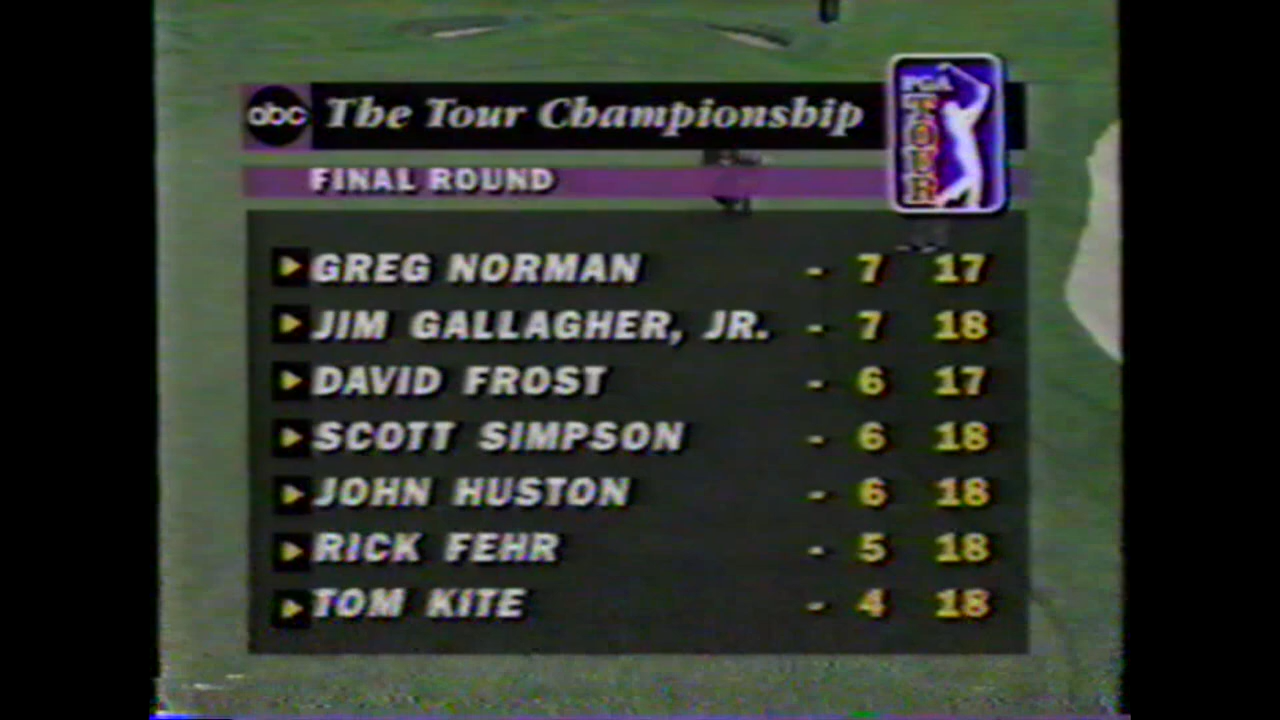 abc The Tour Championship
PGA
TOUR
FINAL ROUND
GREG NORMAN - 7 17
JIM GALLAGHER, JR. - 7 18
DAVID FROST - 6 17
SCOTT SIMPSON - 6 18
JOHN HUSTON - 6 18
RICK FEHR - 5 18
TOM KITE - 4 18